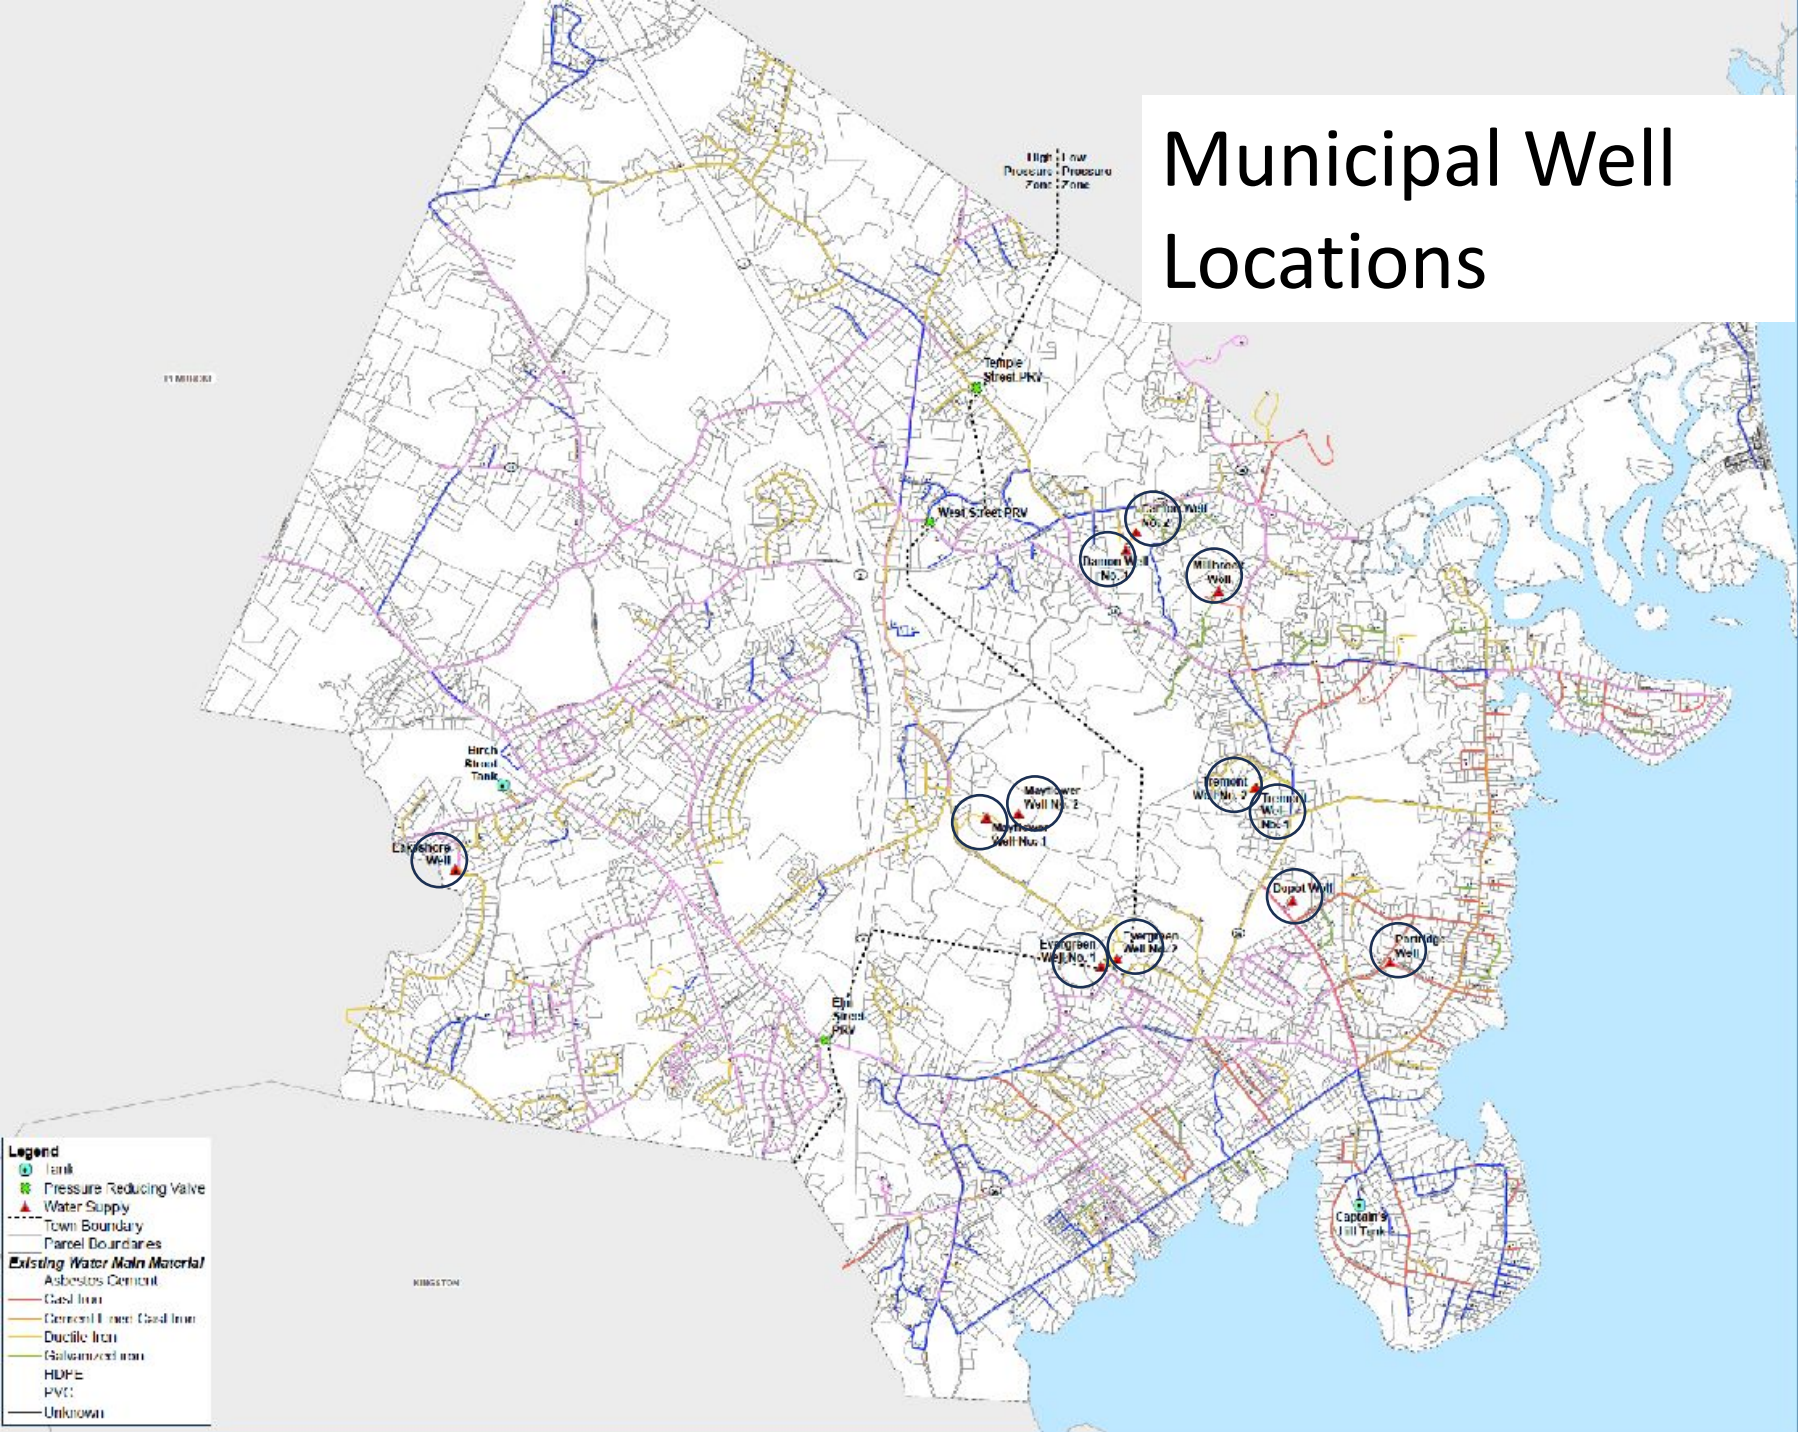 Municipal Well
Locations
High Low
Pressure Pressure
Zone Zone
Temple
Street PRV
West Street PRV
Damon Well
No. 2
Damon Well
No. 1
Millbrook
Well
Birch
Street
Tank
Mayflower
Well No. 2
Mayflower
Well No. 1
Tremont
Well No. 2
Tremont
Well
No. 1
Lakeshore
Well
Depot Well
Evergreen
Well No. 1
Evergreen
Well No. 2
Partridge
Well
Elm
Street
PRV
Captain's
Hill Tank
KINGSTON
Legend
Tank
Pressure Reducing Valve
Water Supply
Town Boundary
Parcel Boundaries
Existing Water Main Material
Asbestos Cement
Cast Iron
Cement Lined Cast Iron
Ductile Iron
Galvanized Iron
HDPE
PVC
Unknown